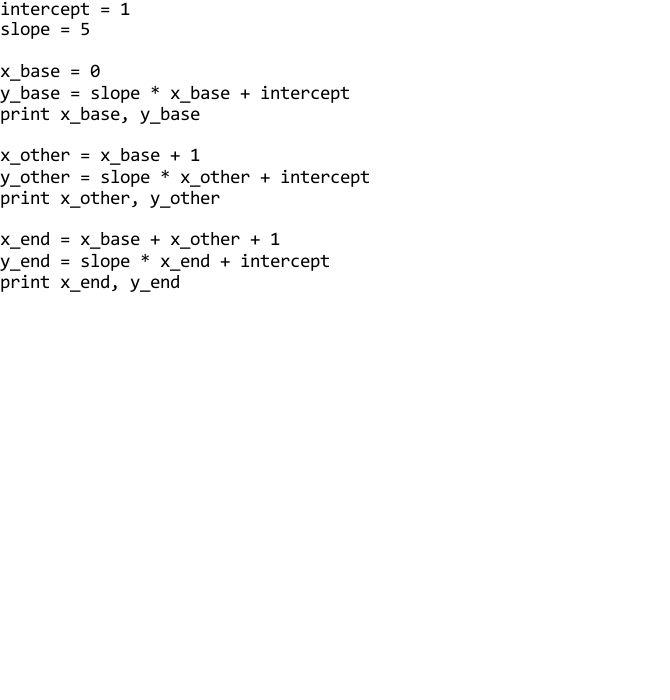 intercept = 1
slope = 5

x_base = 0
y_base = slope * x_base + intercept
print x_base, y_base

x_other = x_base + 1
y_other = slope * x_other + intercept
print x_other, y_other

x_end = x_base + x_other + 1
y_end = slope * x_end + intercept
print x_end, y_end